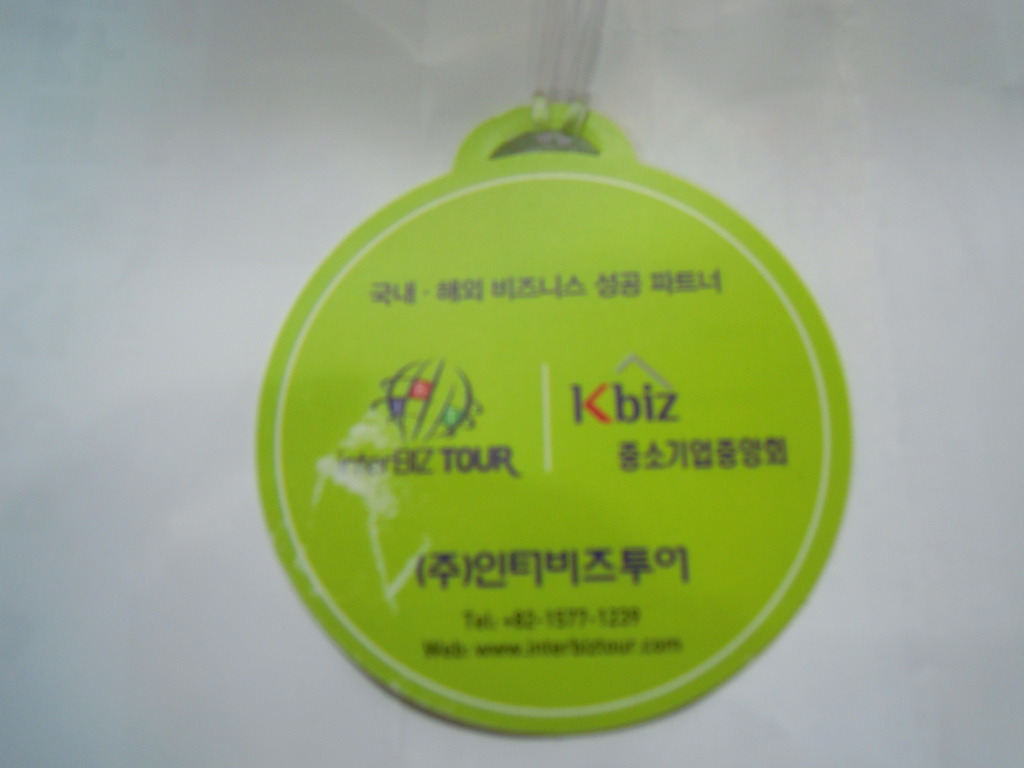 국내·해외 비즈니스 성공 파트너
interBIZ TOUR
Kbiz
중소기업중앙회
(주)인터비즈투어
Tel: +82-1577-1239
Web: www.interbiztour.com